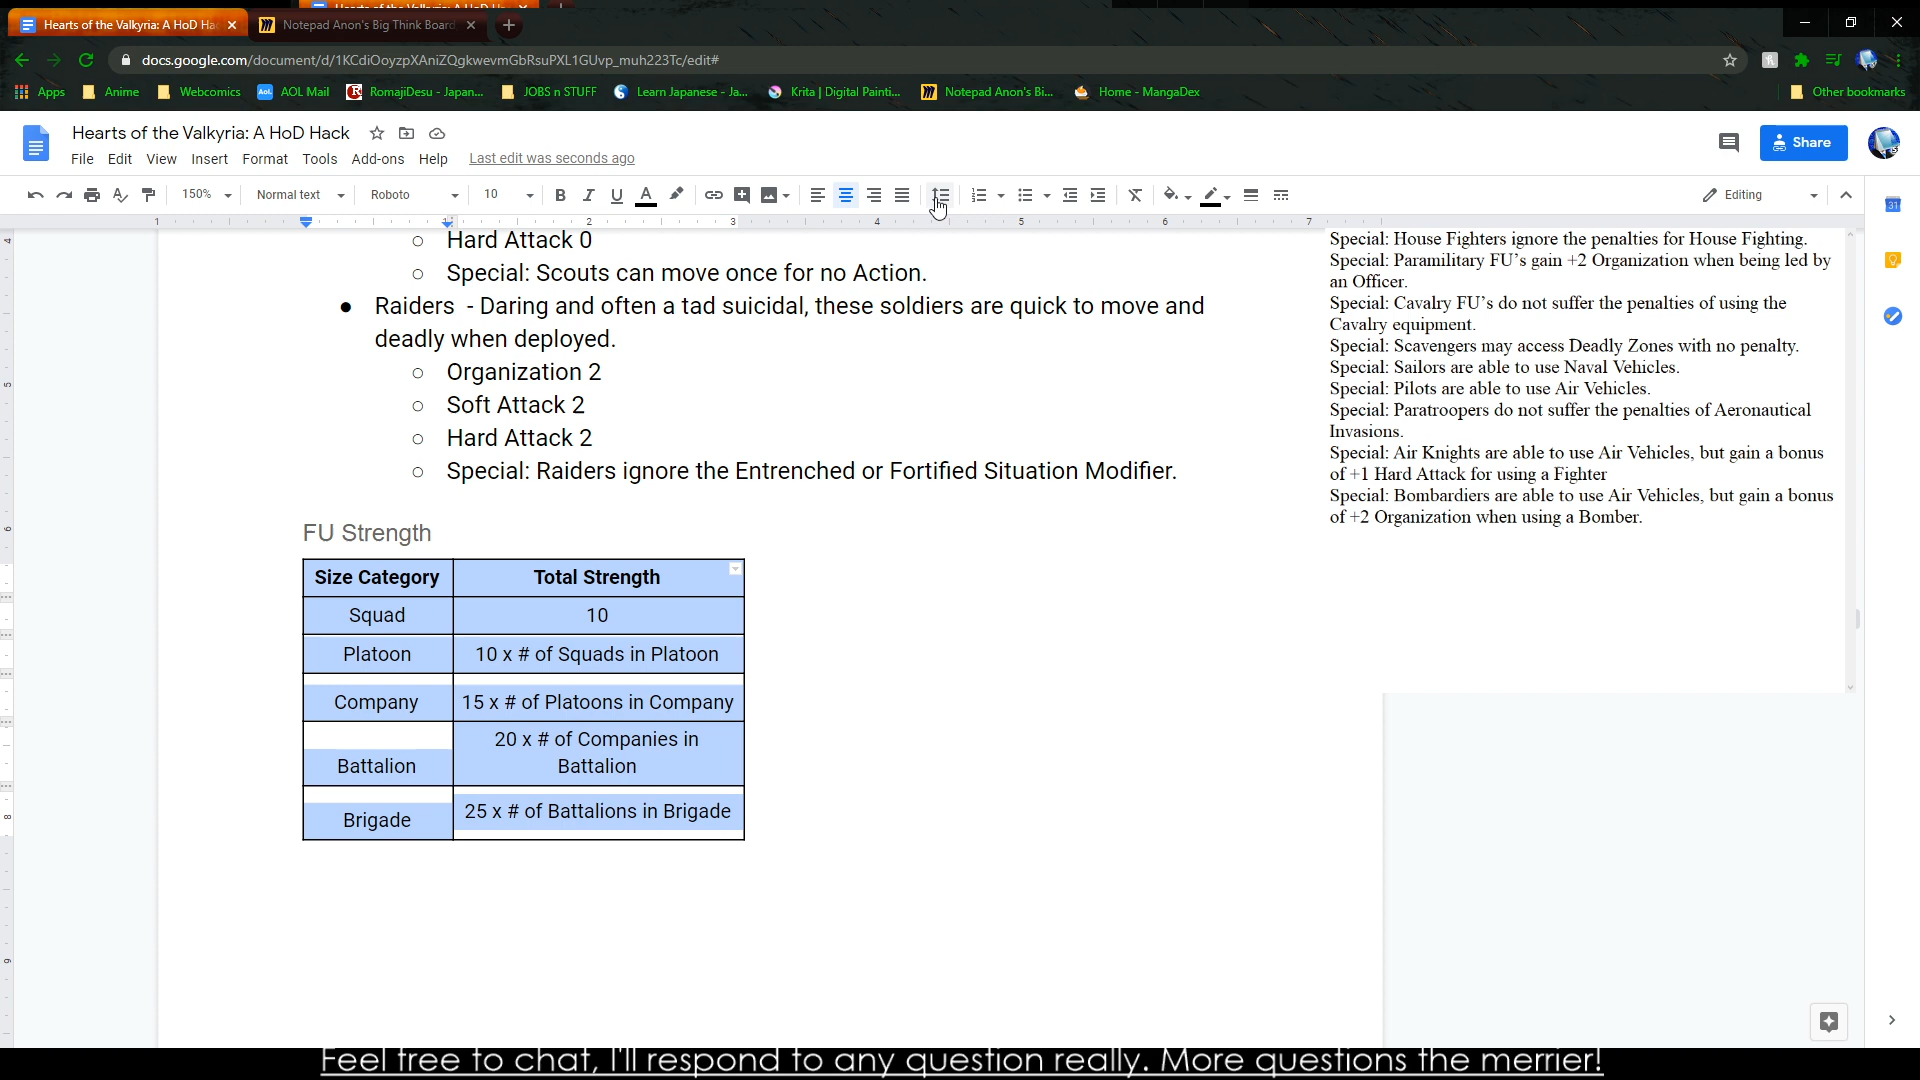 Hearts of the Valkyria: A HoD Ha
Notepad Anon's Big Think Board
docs.google.com/document/d/1KCdiOoyzpXAniZQgkwevmGbRsuPXL1GUvp_muh223Tc/edit#
Apps Anime Webcomics AOL Mail RomajiDesu - Japan... JOBS n STUFF Learn Japanese - Ja... Krita | Digital Painti... Notepad Anon's Bi... Home - MangaDex Other bookmarks
Hearts of the Valkyria: A HoD Hack
Share
File Edit View Insert Format Tools Add-ons Help Last edit was seconds ago
150% Normal text Roboto 10 Editing
31
1 1 2 3 4 5 6 7
Hard Attack 0
Special: Scouts can move once for no Action.
Raiders - Daring and often a tad suicidal, these soldiers are quick to move and
deadly when deployed.
Organization 2
Soft Attack 2
Hard Attack 2
Special: Raiders ignore the Entrenched or Fortified Situation Modifier.
FU Strength
Size Category Total Strength
Squad 10
Platoon 10 x # of Squads in Platoon
Company 15 x # of Platoons in Company
Battalion 20 x # of Companies in
Battalion
Brigade 25 x # of Battalions in Brigade
Special: House Fighters ignore the penalties for House Fighting.
Special: Paramilitary FU's gain +2 Organization when being led by
an Officer.
Special: Cavalry FU's do not suffer the penalties of using the
Cavalry equipment.
Special: Scavengers may access Deadly Zones with no penalty.
Special: Sailors are able to use Naval Vehicles.
Special: Pilots are able to use Air Vehicles.
Special: Paratroopers do not suffer the penalties of Aeronautical
Invasions.
Special: Air Knights are able to use Air Vehicles, but gain a bonus
of +1 Hard Attack for using a Fighter
Special: Bombardiers are able to use Air Vehicles, but gain a bonus
of +2 Organization when using a Bomber.
Feel free to chat, I'll respond to any question really. More questions the merrier!